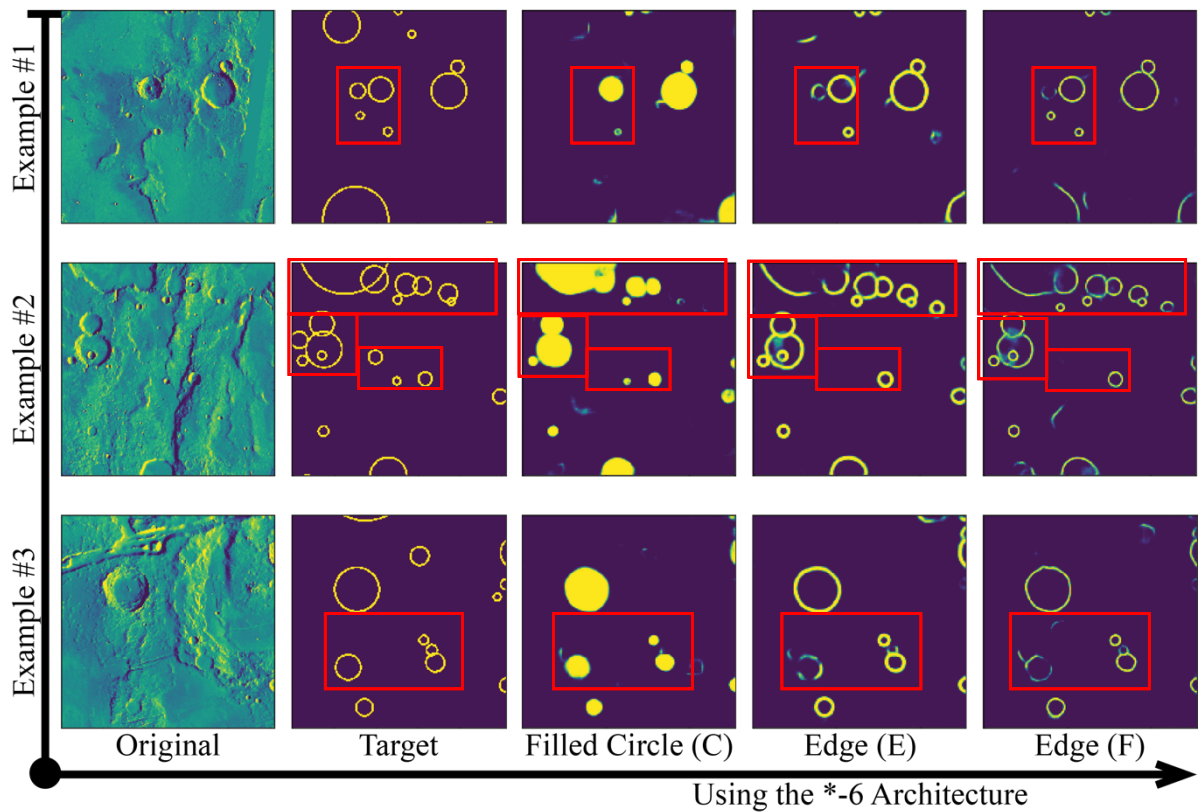 Example #1
Example #2
Example #3
Original
Target
Filled Circle (C)
Edge (E)
Edge (F)
Using the *-6 Architecture